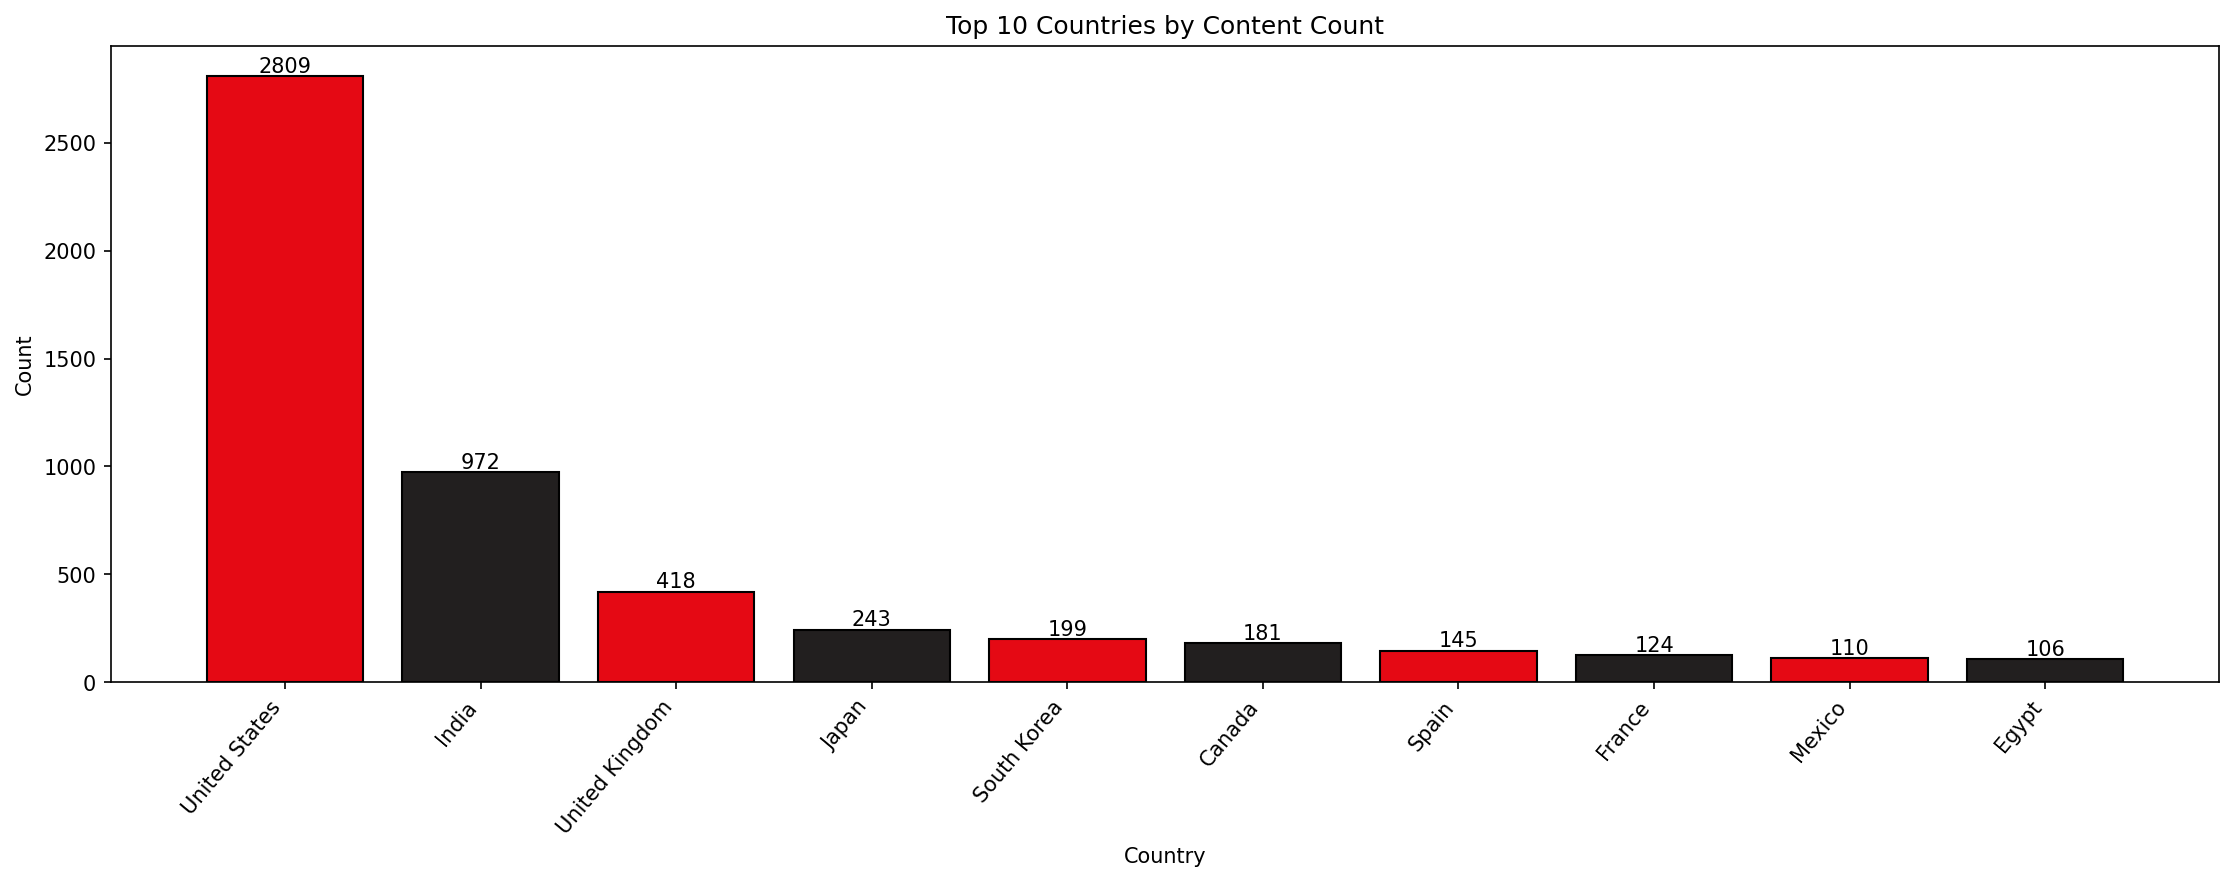 Top 10 Countries by Content Count
Count
2500
2000
1500
1000
500
0
2809
972
418
243
199
181
145
124
110
106
United States
India
United Kingdom
Japan
South Korea
Canada
Spain
France
Mexico
Egypt
Country